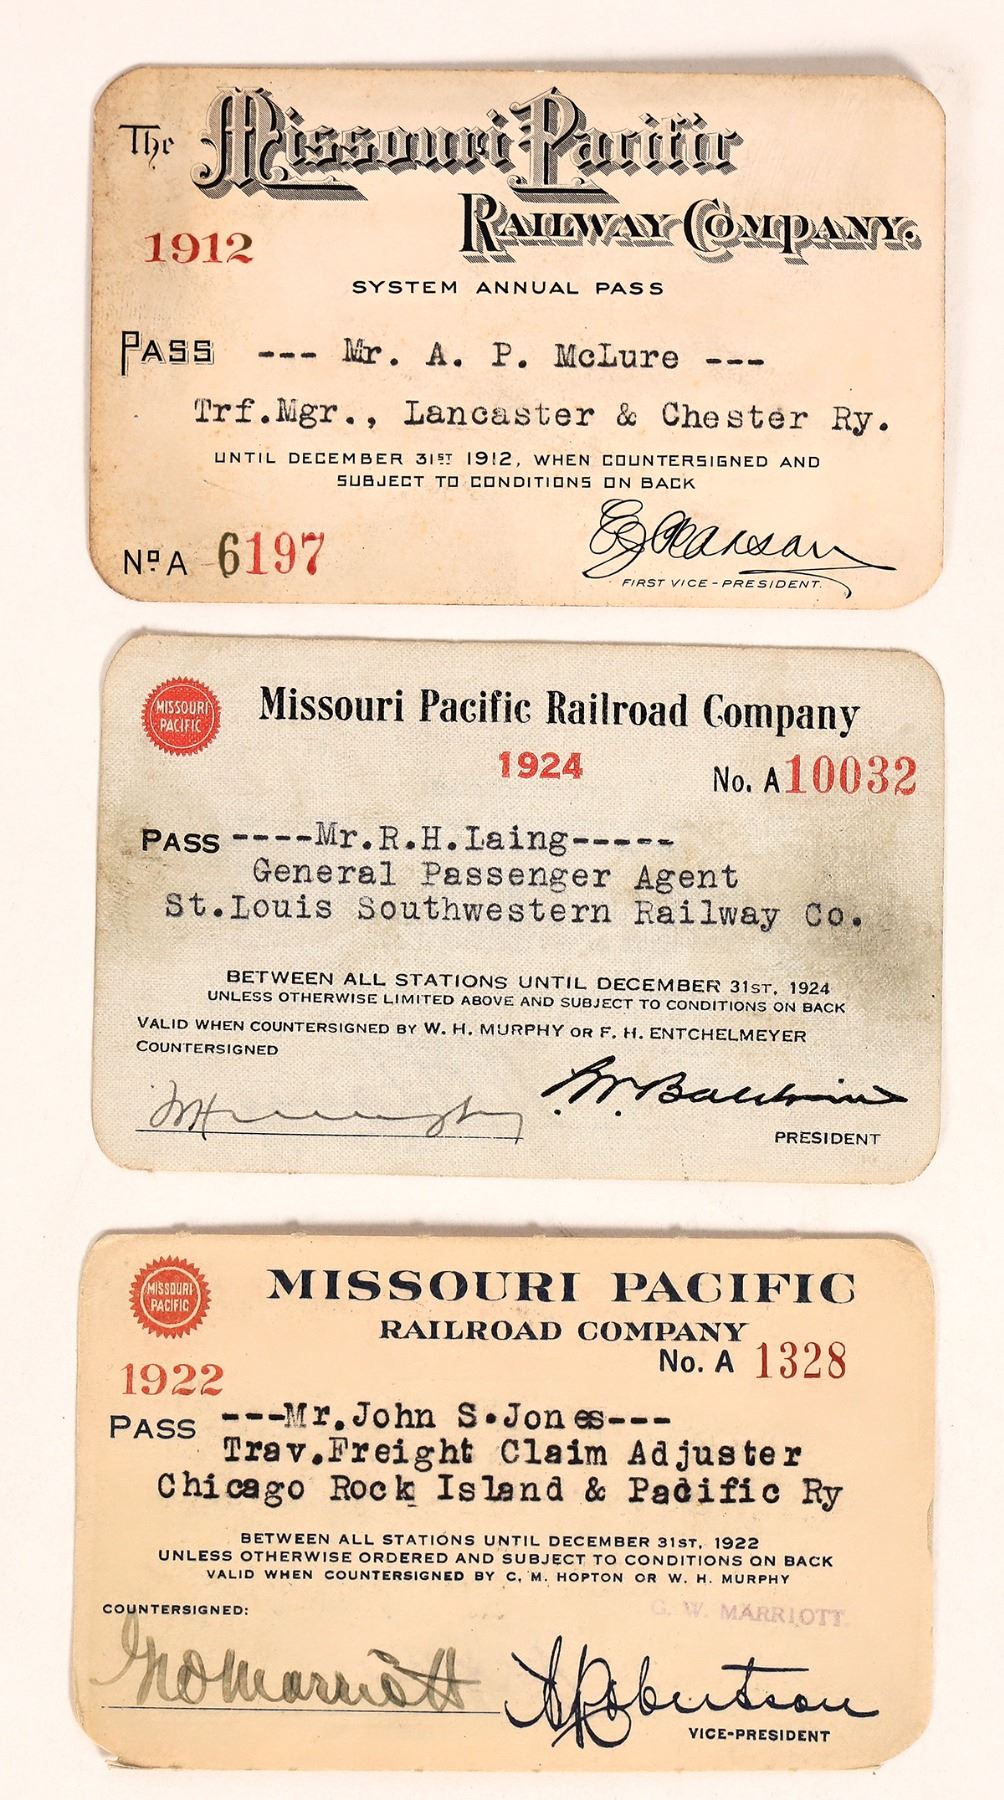 The Missouri Pacific
Railway Company.
1912
SYSTEM ANNUAL PASS
PASS --- Mr. A. P. McLure ---
Trf.Mgr., Lancaster & Chester Ry.
UNTIL DECEMBER 31ST 1912, WHEN COUNTERSIGNED AND
SUBJECT TO CONDITIONS ON BACK
No A 6197
FIRST VICE-PRESIDENT.
MISSOURI
PACIFIC
Missouri Pacific Railroad Company
1924
No. A10032
PASS ----Mr.R.H.Laing-----
General Passenger Agent
St.Louis Southwestern Railway Co.
BETWEEN ALL STATIONS UNTIL DECEMBER 31ST, 1924
UNLESS OTHERWISE LIMITED ABOVE AND SUBJECT TO CONDITIONS ON BACK
VALID WHEN COUNTERSIGNED BY W. H. MURPHY OR F. H. ENTCHELMEYER
COUNTERSIGNED
W H Murphy
B. W. Baldwin
PRESIDENT
MISSOURI
PACIFIC
MISSOURI PACIFIC
RAILROAD COMPANY
No. A 1328
1922
PASS ---Mr.John S.Jones---
Trav.Freight Claim Adjuster
Chicago Rock Island & Pacific Ry
BETWEEN ALL STATIONS UNTIL DECEMBER 31ST, 1922
UNLESS OTHERWISE ORDERED AND SUBJECT TO CONDITIONS ON BACK
VALID WHEN COUNTERSIGNED BY C. M. HOPTON OR W. H. MURPHY
COUNTERSIGNED:
G. W. MARRIOTT
Marriott
A Robertson
VICE-PRESIDENT